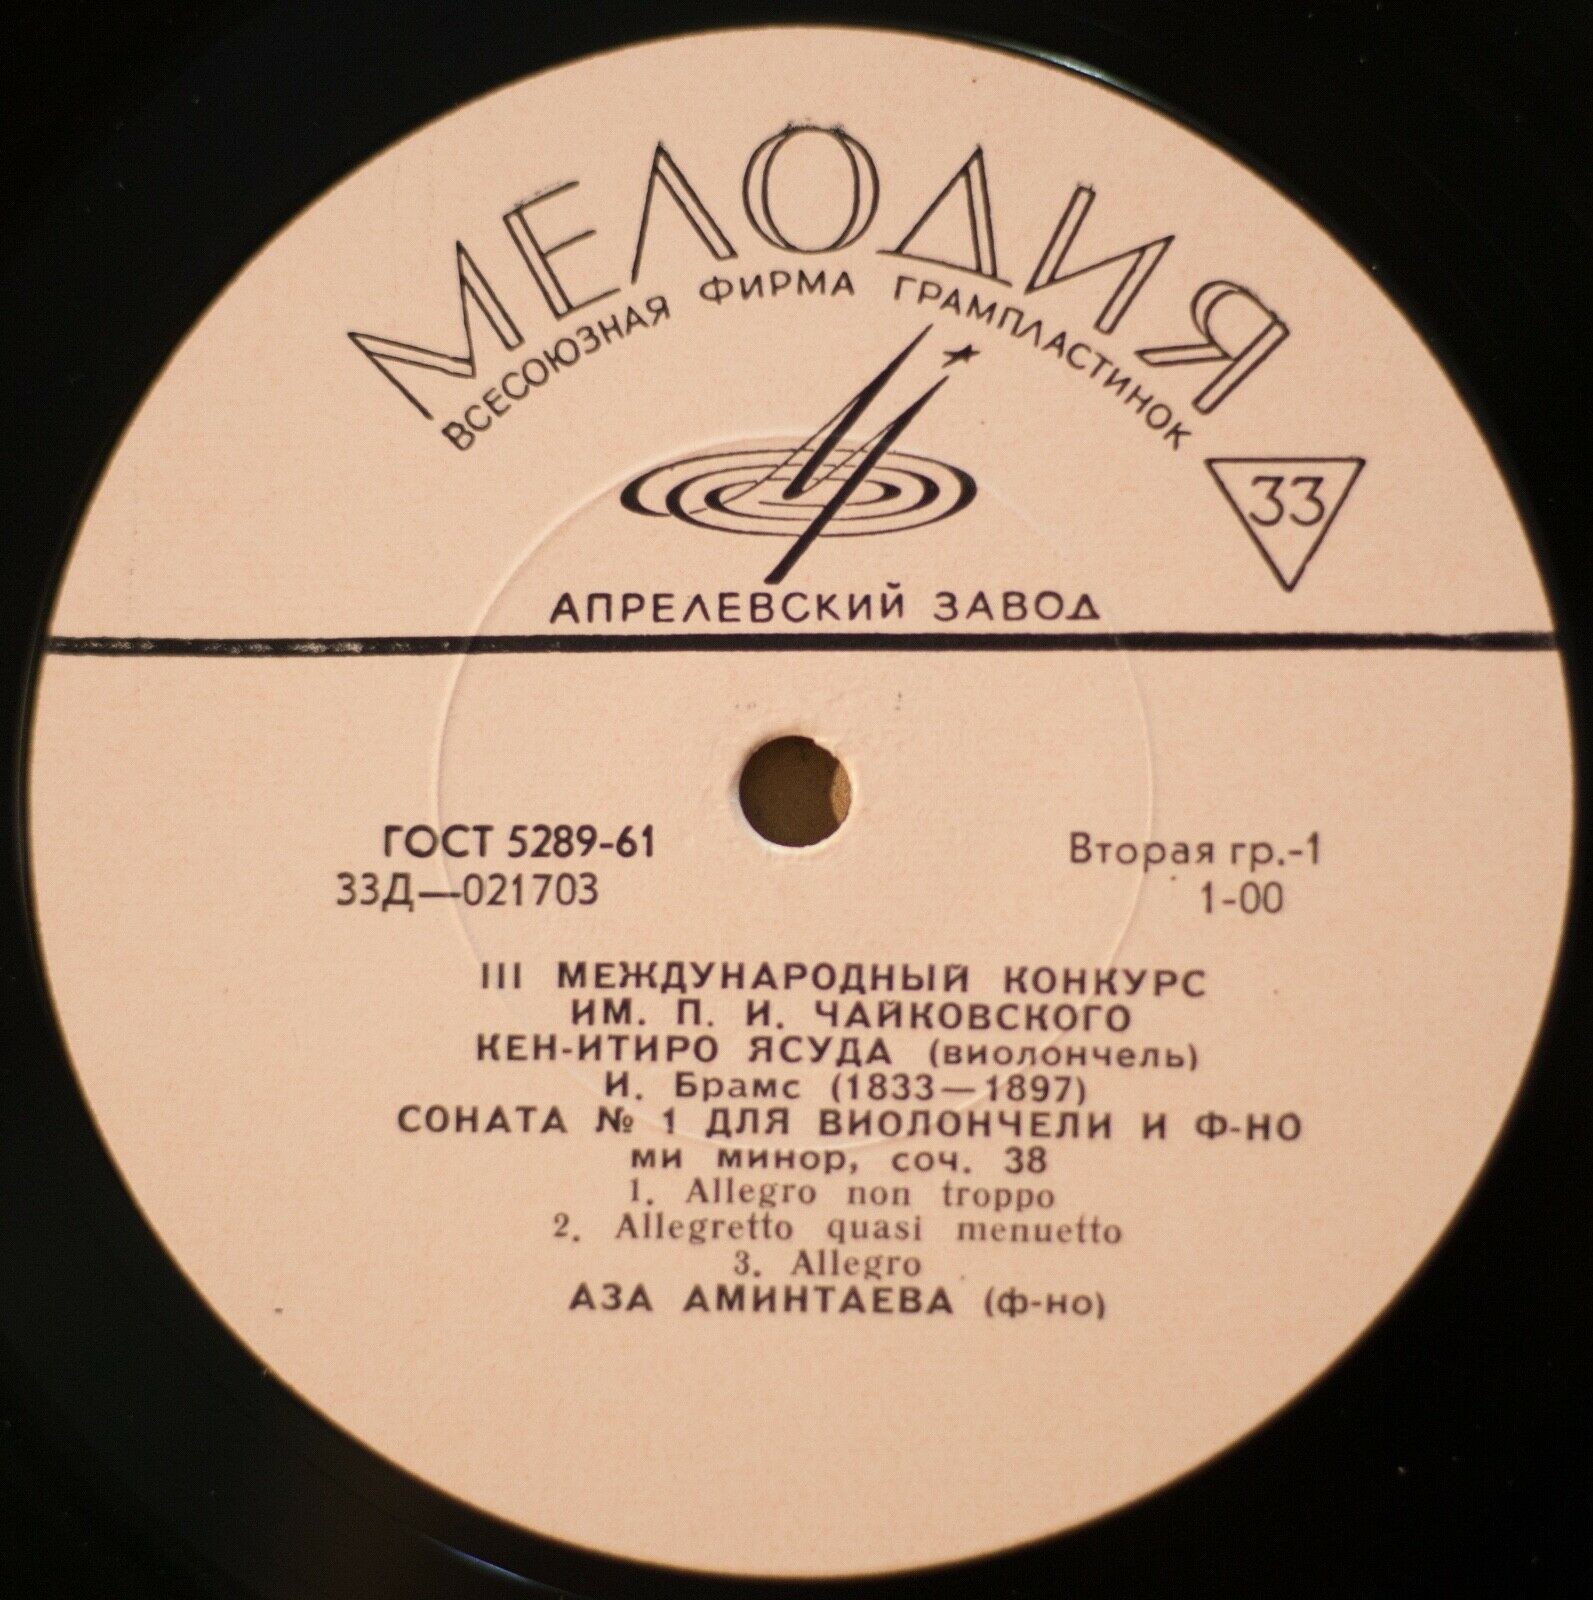 МЕЛОДИЯ
ВСЕСОЮЗНАЯ ФИРМА ГРАМПЛАСТИНОК
33
АПРЕЛЕВСКИЙ ЗАВОД
ГОСТ 5289-61
Вторая гр.-1
33Д—021703
1-00
III МЕЖДУНАРОДНЫЙ КОНКУРС
ИМ. П. И. ЧАЙКОВСКОГО
КЕН-ИТИРО ЯСУДА (виолончель)
И. Брамс (1833—1897)
СОНАТА № 1 ДЛЯ ВИОЛОНЧЕЛИ И Ф-НО
ми минор, соч. 38
1. Allegro non troppo
2. Allegretto quasi menuetto
3. Allegro
АЗА АМИНТАЕВА (ф-но)